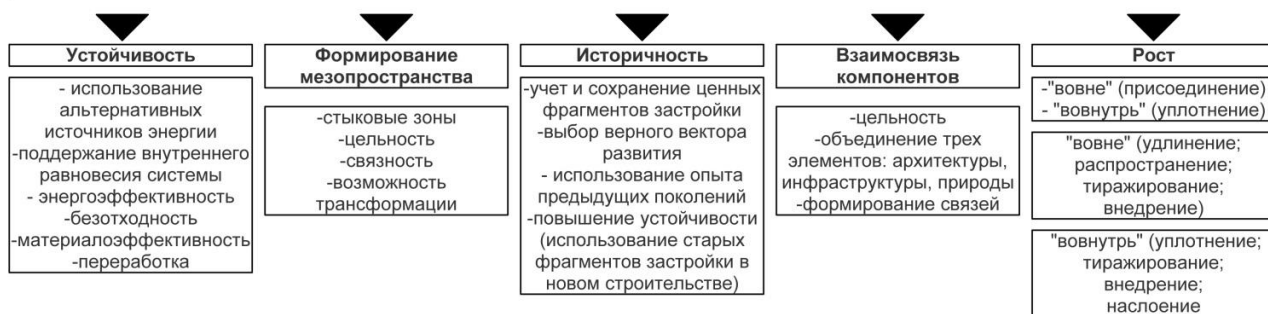 Устойчивость
- использование
альтернативных
источников энергии
-поддержание внутреннего
равновесия системы
- энергоэффективность
-безотходность
-материалоэффективность
-переработка
Формирование
мезопространства
-стыковые зоны
-цельность
-связность
-возможность
трансформации
Историчность
-учет и сохранение ценных
фрагментов застройки
-выбор верного вектора
развития
- использование опыта
предыдущих поколений
-повышение устойчивости
(использование старых
фрагментов застройки в
новом строительстве)
Взаимосвязь
компонентов
-цельность
-объединение трех
элементов: архитектуры,
инфраструктуры, природы
-формирование связей
Рост
-"вовне" (присоединение)
- "вовнутрь" (уплотнение)
"вовне" (удлинение;
распространение;
тиражирование;
внедрение)
"вовнутрь" (уплотнение;
тиражирование;
внедрение;
наслоение